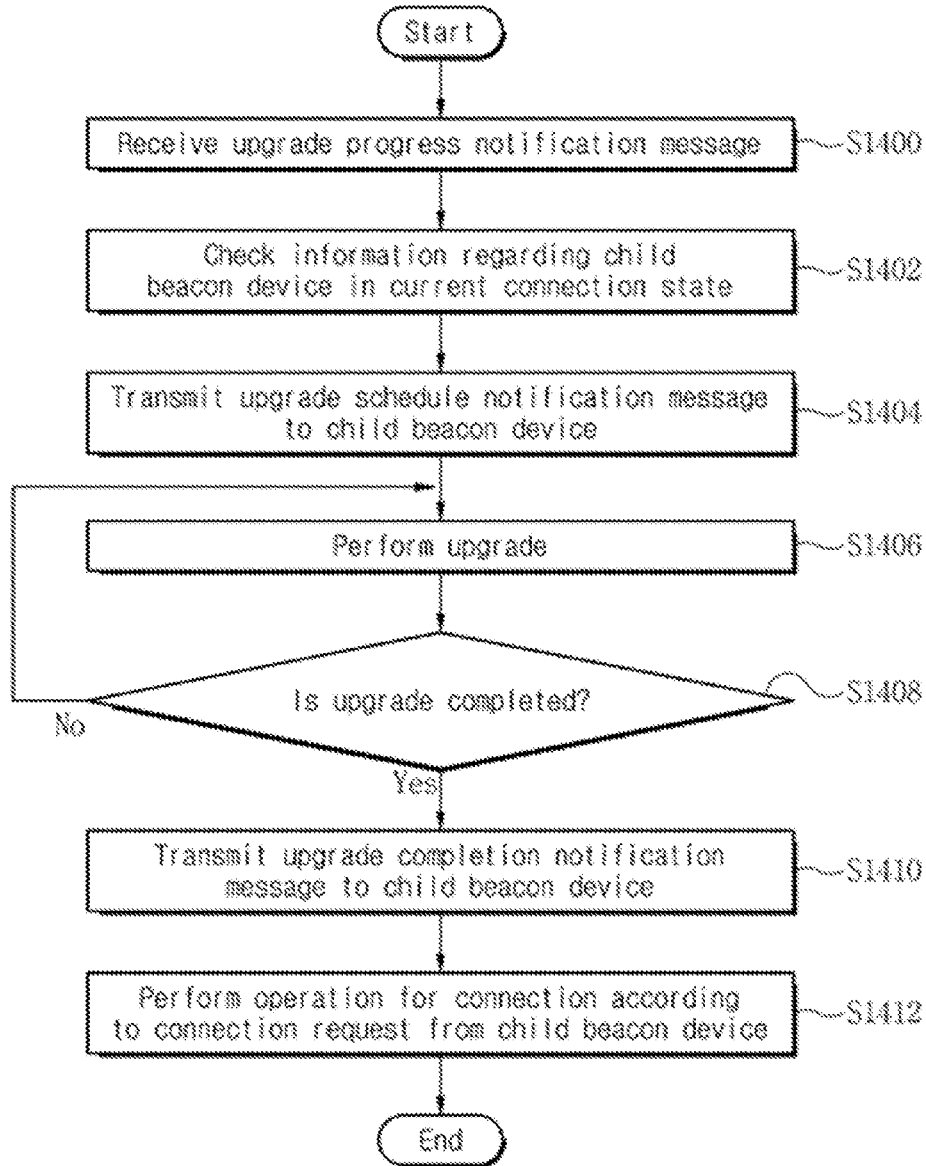 Start
Receive upgrade progress notification message
S1400
Check information regarding child
beacon device in current connection state
S1402
Transmit upgrade schedule notification message
to child beacon device
S1404
Perform upgrade
S1406
Is upgrade completed?
S1408
No
Yes
Transmit upgrade completion notification
message to child beacon device
S1410
Perform operation for connection according
to connection request from child beacon device
S1412
End